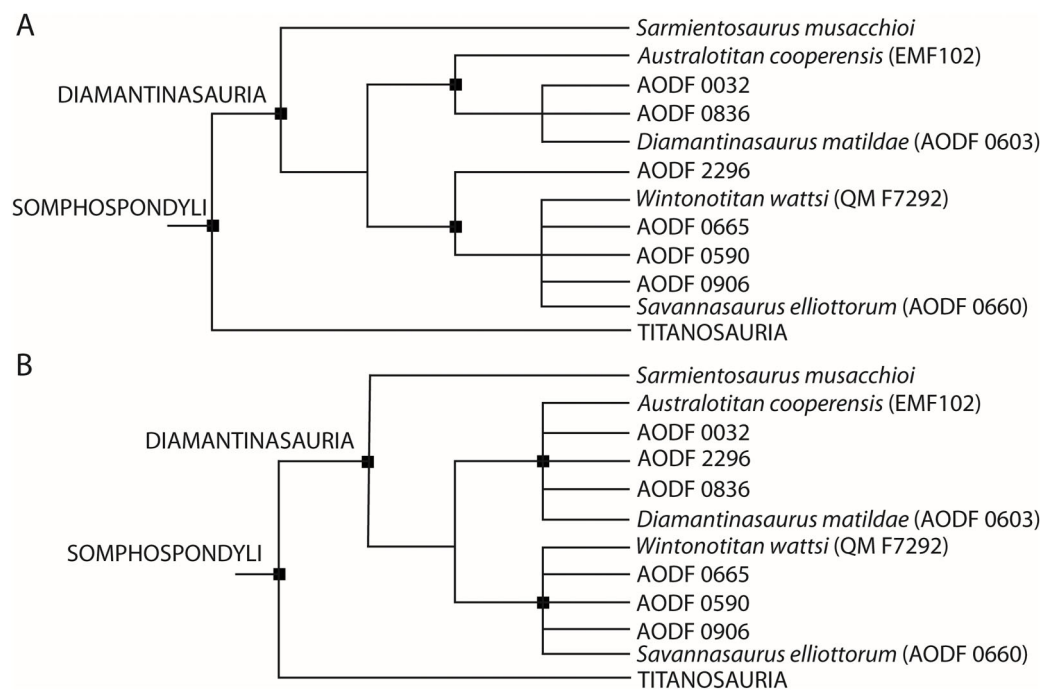 A
Sarmientosaurus musacchioi
Australotitan cooperensis (EMF102)
DIAMANTINASAURIA
AODF 0032
AODF 0836
Diamantinasaurus matildae (AODF 0603)
AODF 2296
Wintonotitan wattsi (QM F7292)
SOMPHOSPONDYLI
AODF 0665
AODF 0590
AODF 0906
Savannasaurus elliottorum (AODF 0660)
TITANOSAURIA
B
Sarmientosaurus musacchioi
Australotitan cooperensis (EMF102)
AODF 0032
DIAMANTINASAURIA
AODF 2296
AODF 0836
Diamantinasaurus matildae (AODF 0603)
Wintonotitan wattsi (QM F7292)
SOMPHOSPONDYLI
AODF 0665
AODF 0590
AODF 0906
Savannasaurus elliottorum (AODF 0660)
TITANOSAURIA